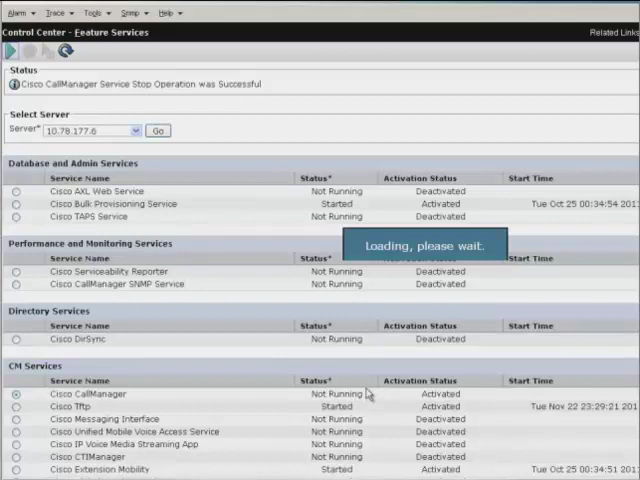 Alarm Trace Tools Snmp Help
Control Center - Feature Services Related Links
Status
Cisco CallManager Service Stop Operation was Successful
Select Server
Server* 10.78.177.6 Go
Database and Admin Services
Service Name Status* Activation Status Start Time
Cisco AXL Web Service Not Running Deactivated
Cisco Bulk Provisioning Service Started Activated Tue Oct 25 00:34:54 201
Cisco TAPS Service Not Running Deactivated
Performance and Monitoring Services
Loading, please wait.
Service Name Status* Start Time
Cisco Serviceability Reporter Not Running Deactivated
Cisco CallManager SNMP Service Not Running Deactivated
Directory Services
Service Name Status* Activation Status Start Time
Cisco DirSync Not Running Deactivated
CM Services
Service Name Status* Activation Status Start Time
Cisco CallManager Not Running Activated
Cisco Tftp Started Activated Tue Nov 22 23:29:21 201
Cisco Messaging Interface Not Running Deactivated
Cisco Unified Mobile Voice Access Service Not Running Deactivated
Cisco IP Voice Media Streaming App Not Running Deactivated
Cisco CTIManager Not Running Deactivated
Cisco Extension Mobility Started Activated Tue Oct 25 00:34:51 201